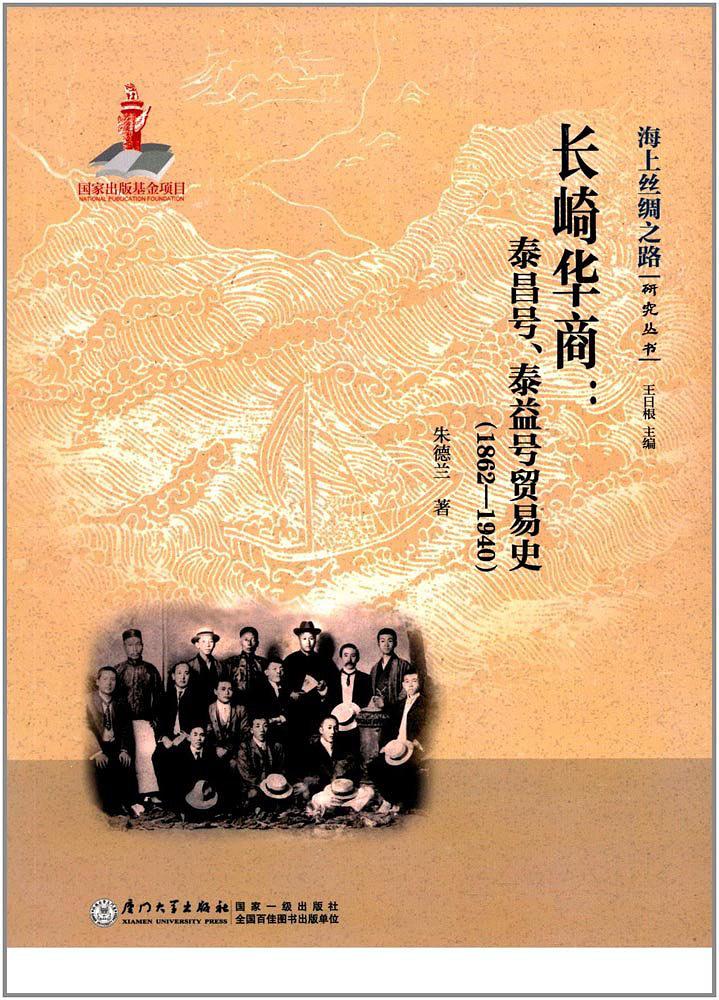 海上丝绸之路研究丛书
王日根 主编
长崎华商：
泰昌号、泰益号贸易史
(1862—1940)
朱德兰 著
国家出版基金项目
NATIONAL PUBLICATION FOUNDATION
厦门大学出版社
XIAMEN UNIVERSITY PRESS
国家一级出版社
全国百佳图书出版单位